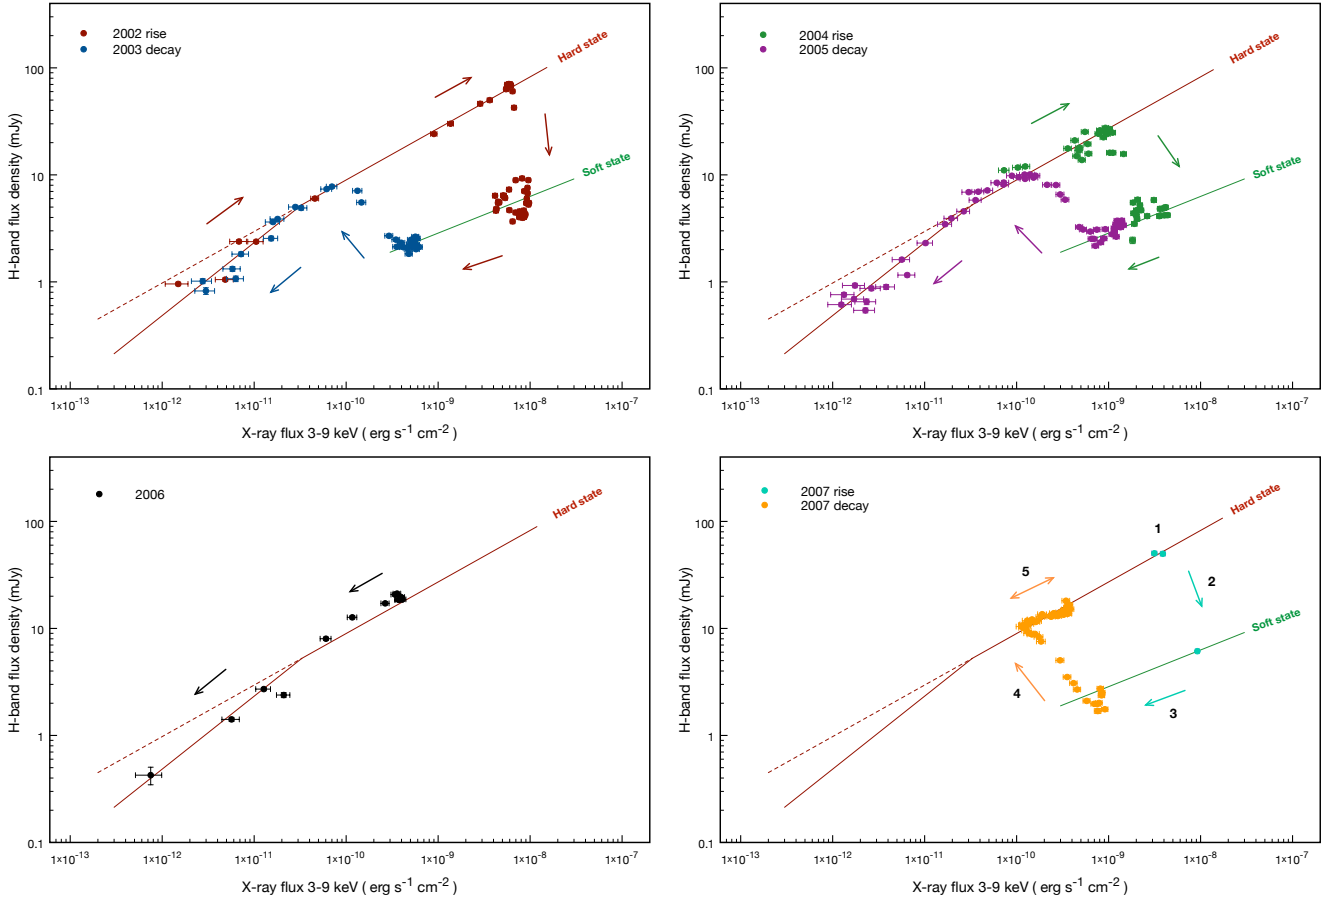 2002 rise
2003 decay
Hard state
Soft state
100
10
1
0.1
H-band flux density (mJy)
1×10-13
1×10-12
1×10-11
1×10-10
1×10-9
1×10-8
1×10-7
X-ray flux 3-9 keV ( erg s−1 cm−2 )
2004 rise
2005 decay
Hard state
Soft state
100
10
1
0.1
H-band flux density (mJy)
1×10-13
1×10-12
1×10-11
1×10-10
1×10-9
1×10-8
1×10-7
X-ray flux 3-9 keV ( erg s−1 cm−2 )
2006
Hard state
100
10
1
0.1
H-band flux density (mJy)
1×10-13
1×10-12
1×10-11
1×10-10
1×10-9
1×10-8
1×10-7
X-ray flux 3-9 keV ( erg s−1 cm−2 )
2007 rise
2007 decay
Hard state
Soft state
1
2
3
4
5
100
10
1
0.1
H-band flux density (mJy)
1×10-13
1×10-12
1×10-11
1×10-10
1×10-9
1×10-8
1×10-7
X-ray flux 3-9 keV ( erg s−1 cm−2 )